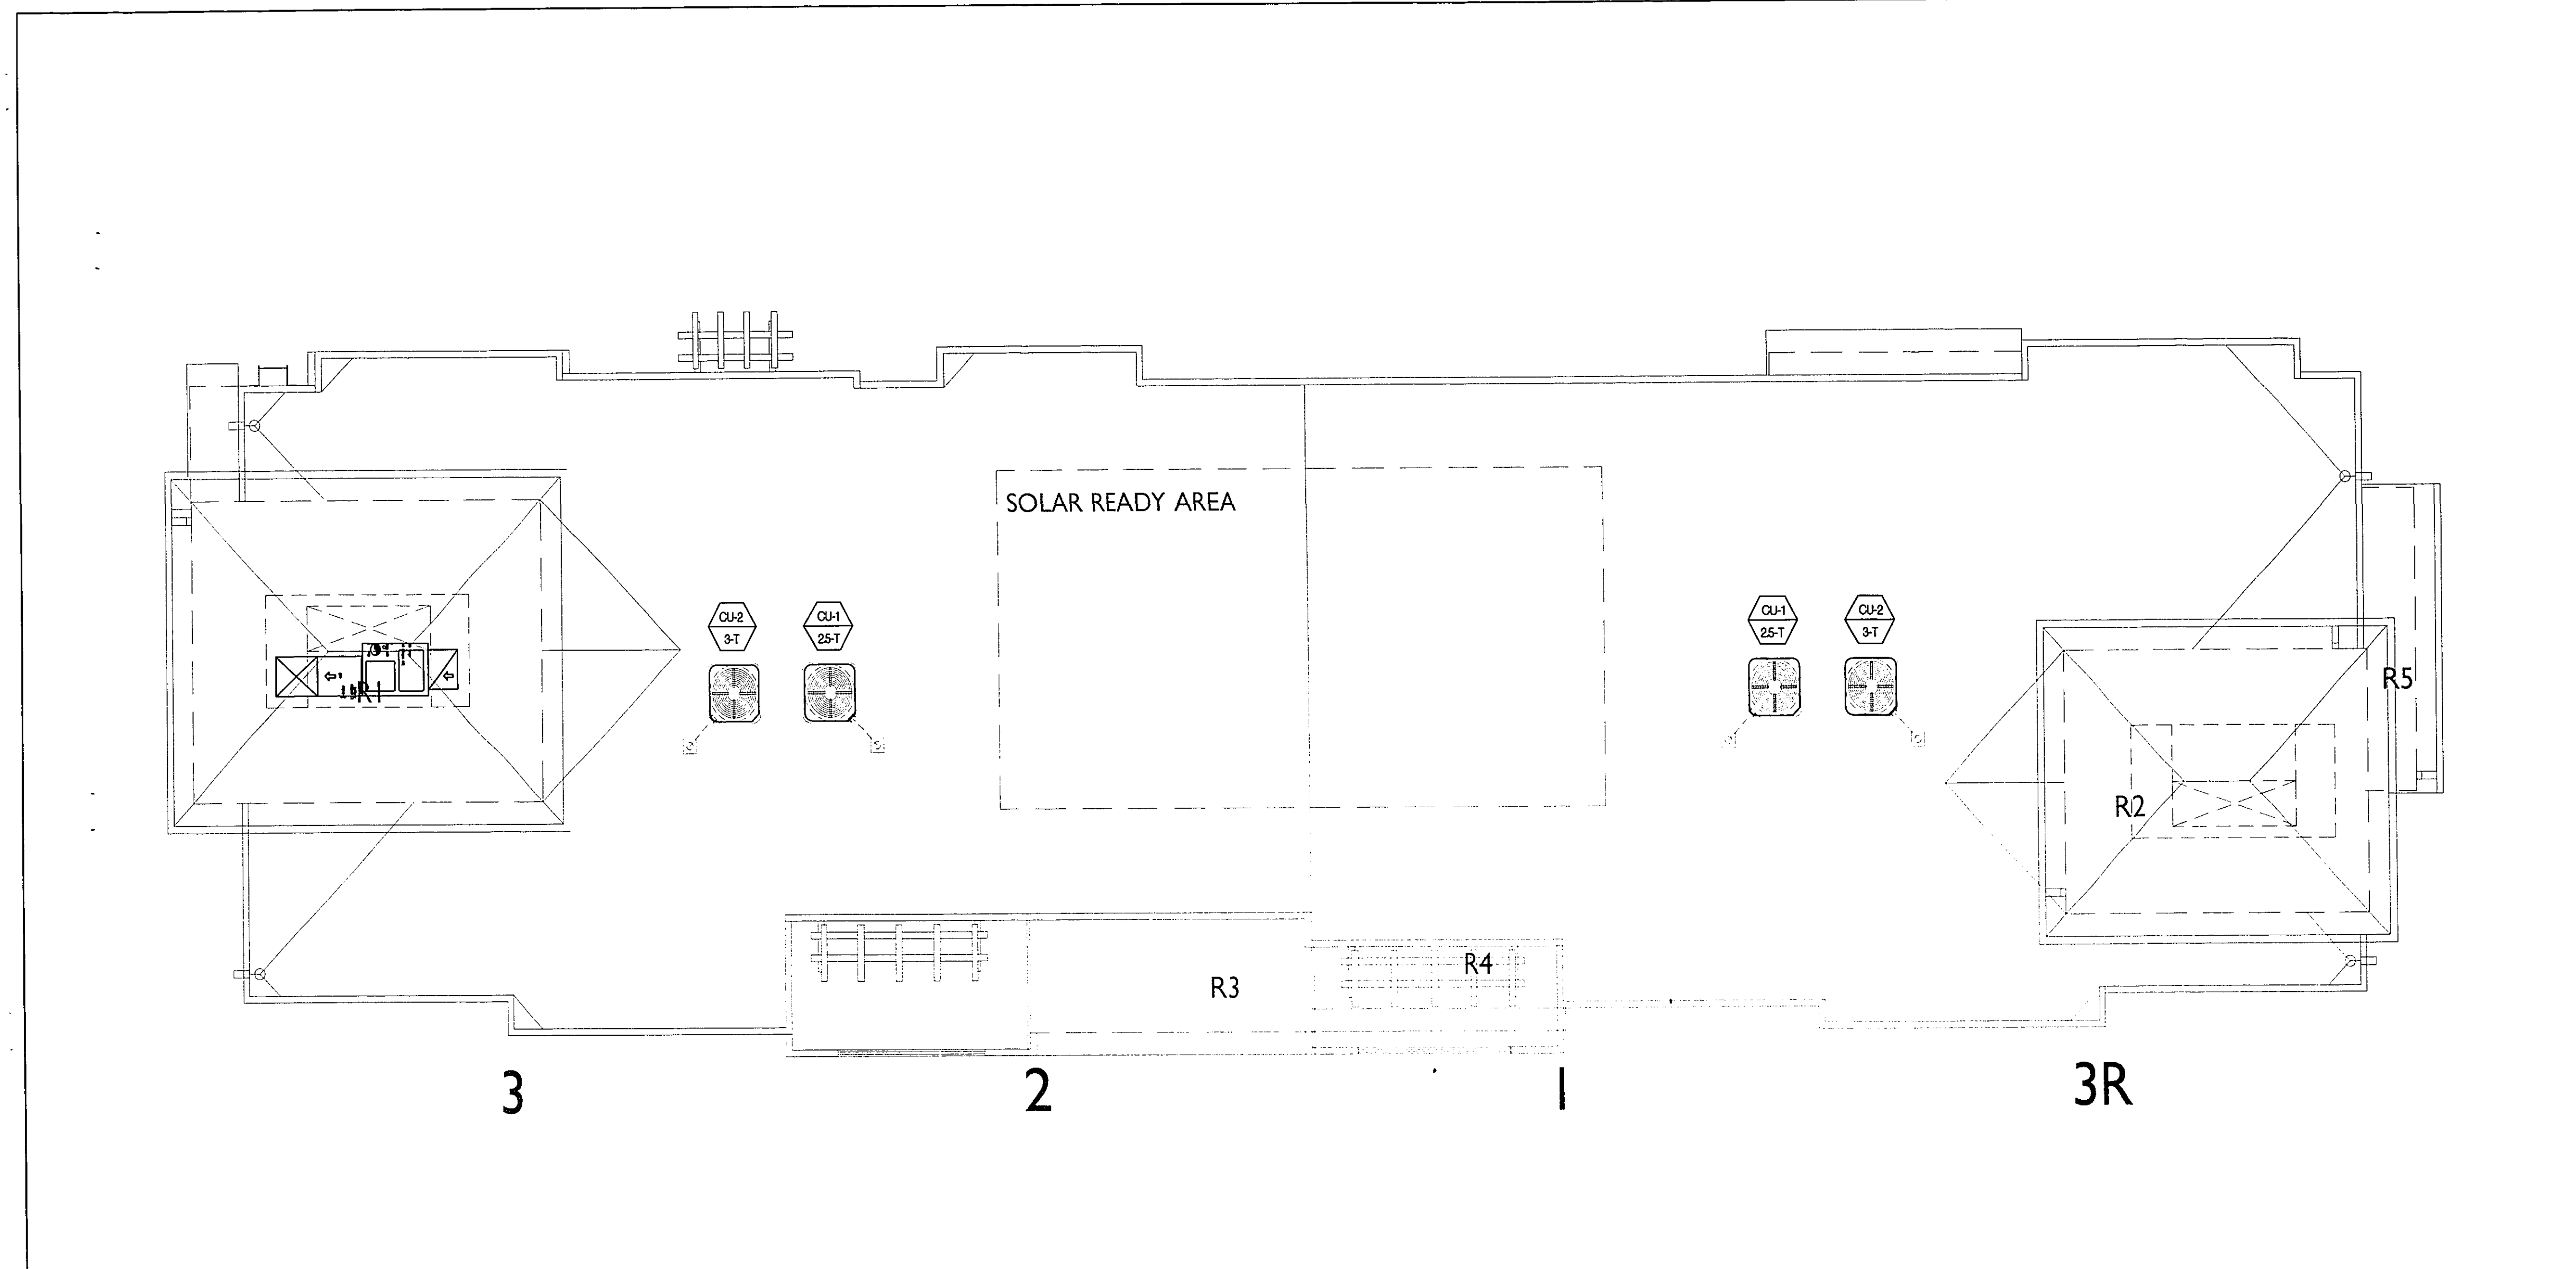 SOLAR READY AREA
CU-2
3-T
CU-1
2.5-T
CU-1
2.5-T
CU-2
3-T
R1
R5
R2
R4
R3
3
2
1
3R